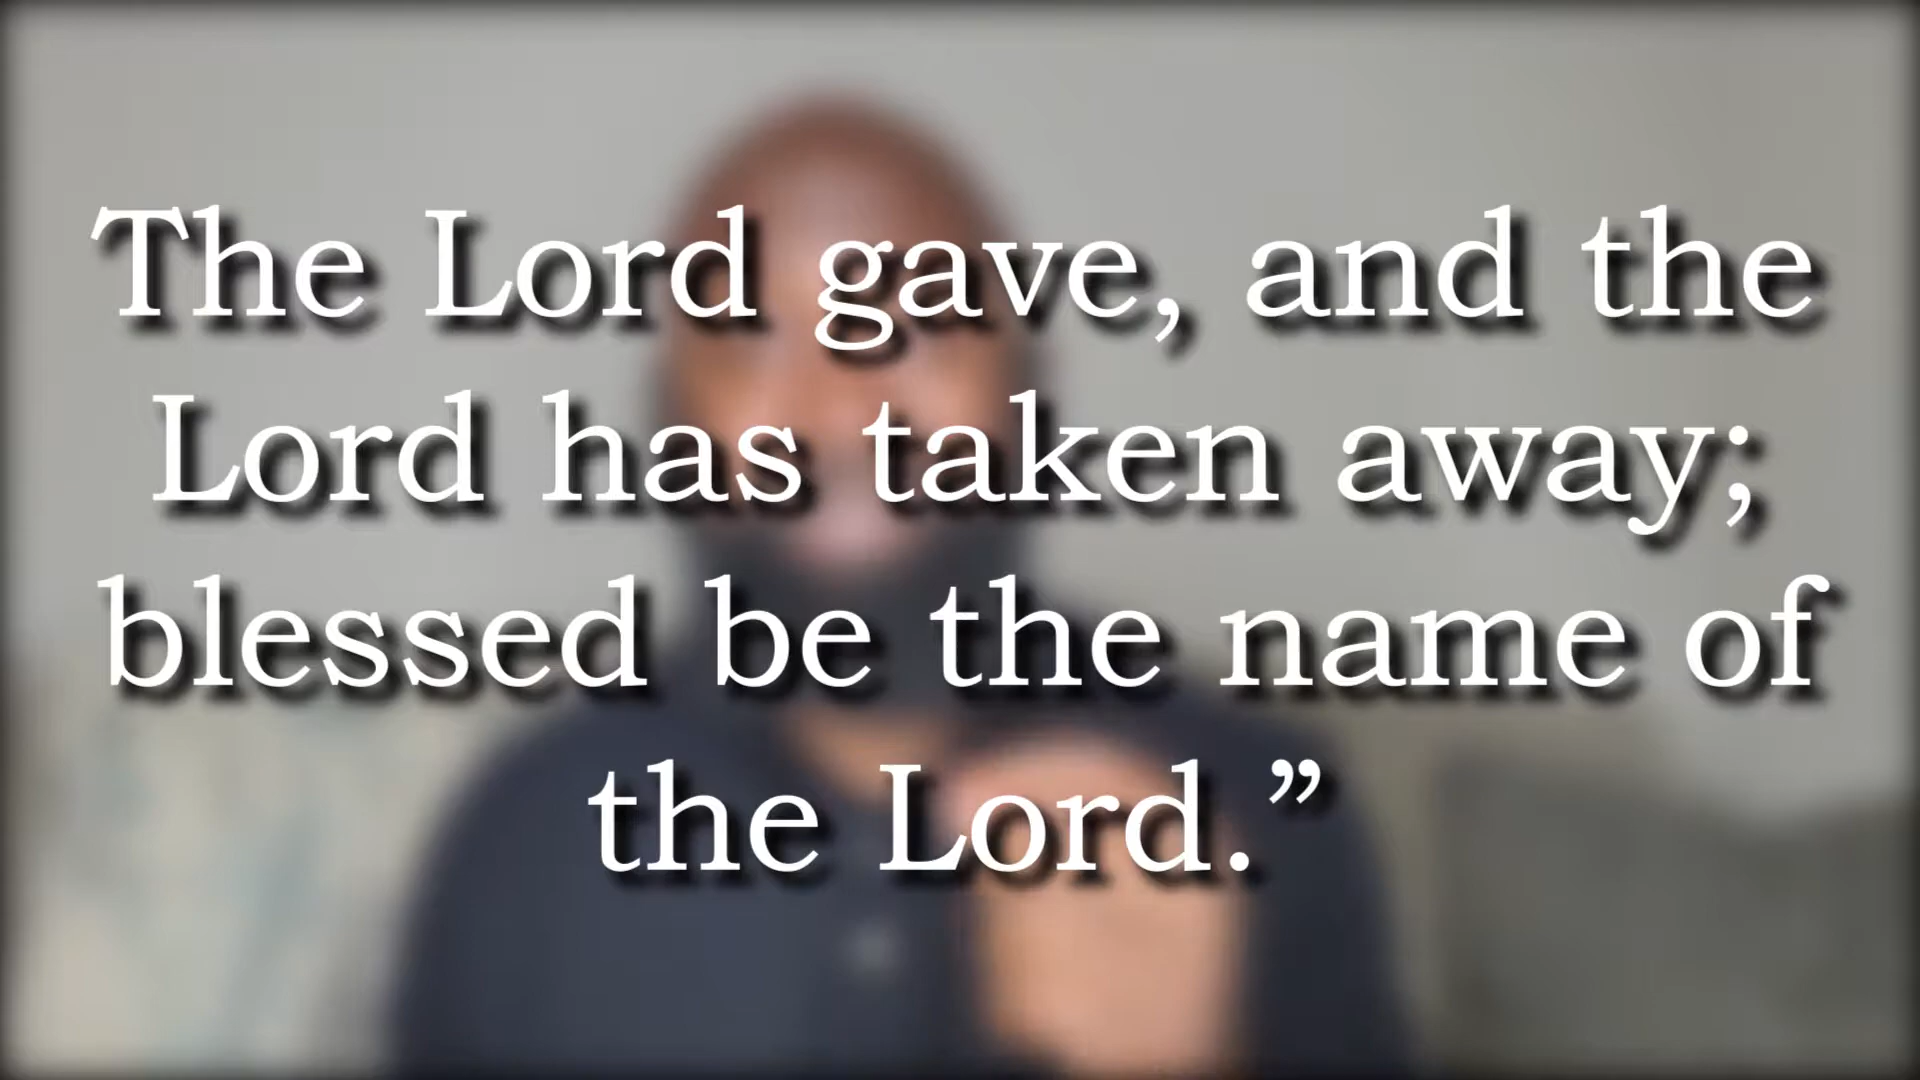 The Lord gave, and the
Lord has taken away;
blessed be the name of
the Lord.”